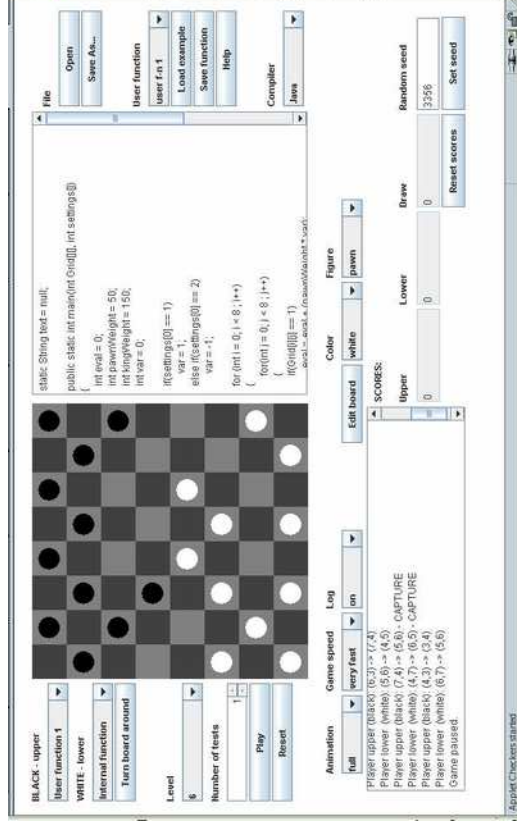 BLACK - upper
User function 1
WHITE - lower
Internal function
Turn board around
Level
6
Number of tests
1
Play
Reset
static String text = null;
public static int main(int Grid[][], int settings[])
{
int eval = 0;
int pawnWeight = 50;
int kingWeight = 150;
int var = 0;
if(settings[0] == 1)
var = 1;
else if(settings[0] == 2)
var = -1;
for (int i = 0; i < 8 ; i++)
{
for(int j = 0; j < 8 ; j++)
{
if(Grid[i][j] == 1)
eval = eval + (pawnWeight * var);
File
Open
Save As...
User function
user f-n 1
Load example
Save function
Help
Compiler
Java
Animation
full
Game speed
very fast
Log
on
Edit board
Color
white
Figure
pawn
Player upper (black): (6,3) -> (7,4)
Player lower (white): (5,6) -> (4,5)
Player upper (black): (7,4) -> (5,6) - CAPTURE
Player lower (white): (4,7) -> (6,5) - CAPTURE
Player upper (black): (4,3) -> (3,4)
Player lower (white): (6,7) -> (5,6)
Game paused.
SCORES:
Upper
0
Lower
0
Draw
0
Random seed
3356
Reset scores
Set seed
Applet Checkers started